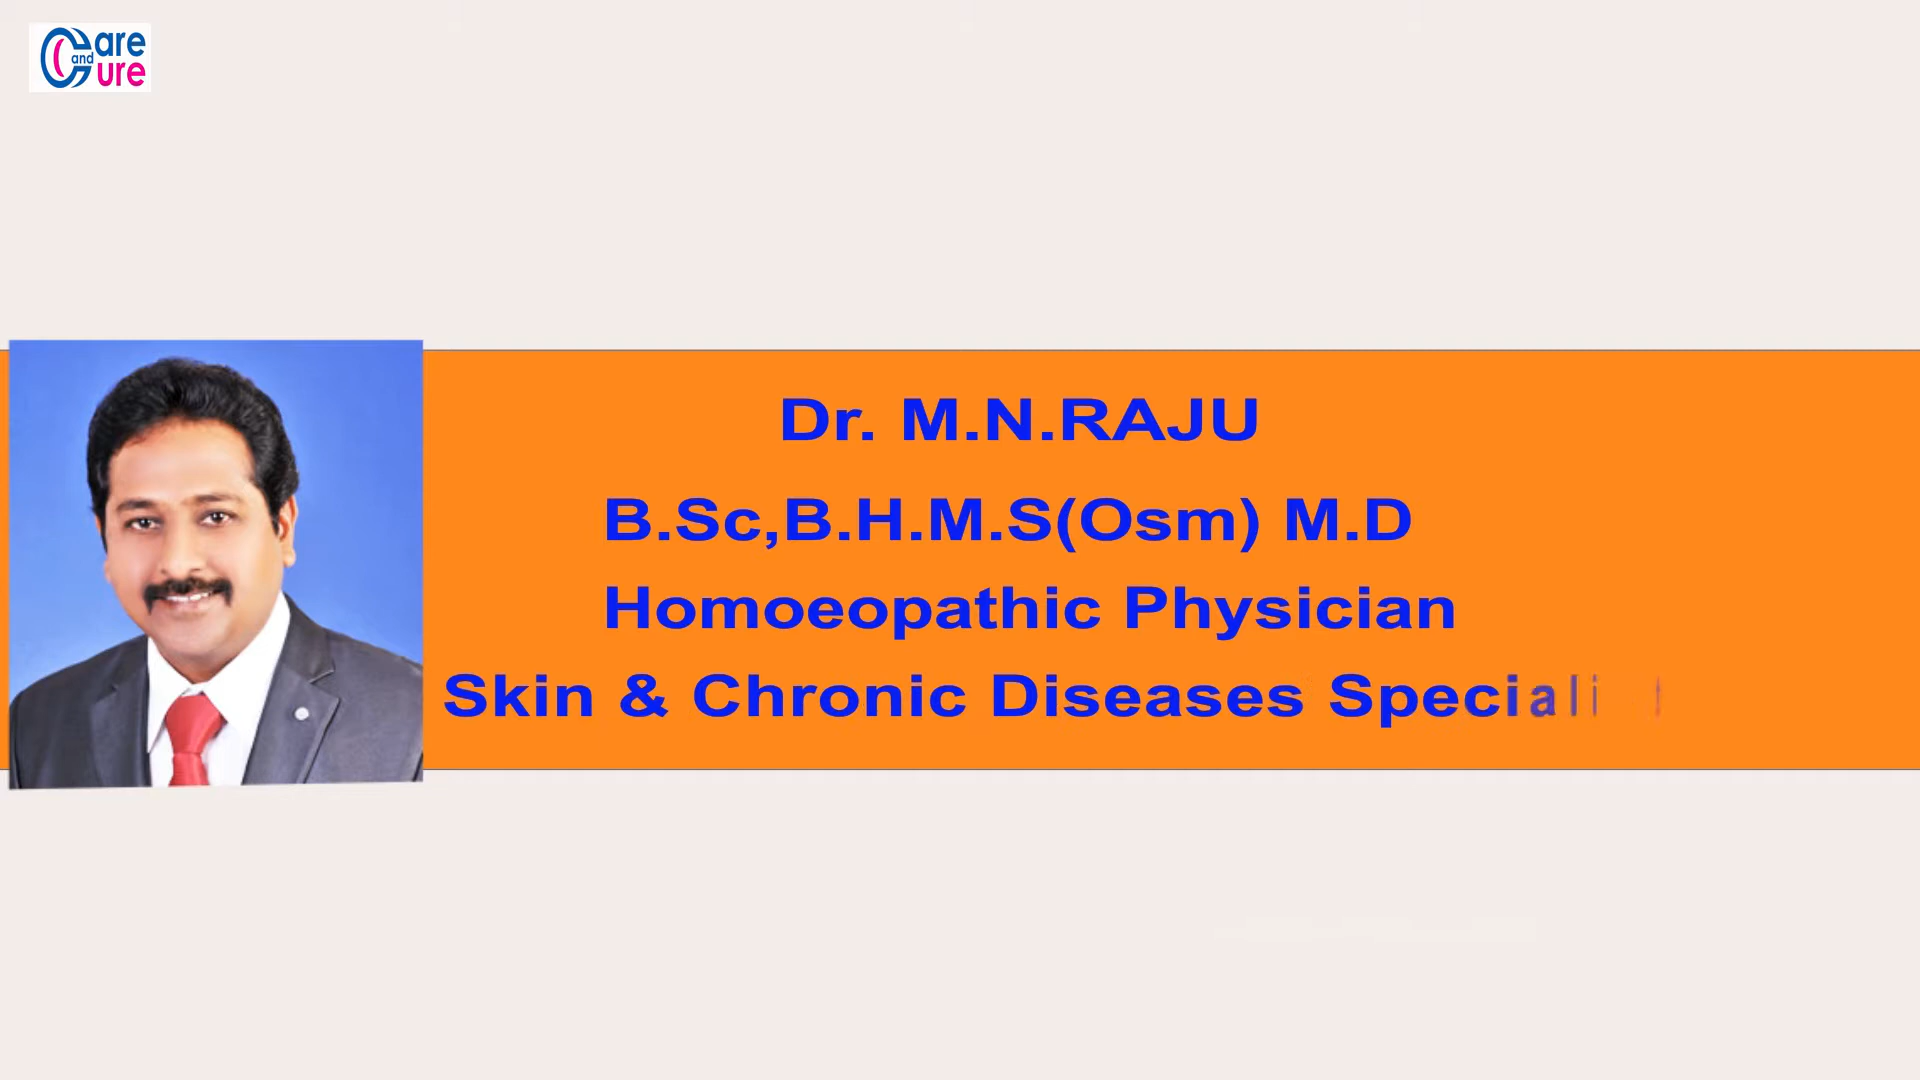 Care
and
Cure
Dr. M.N.RAJU
B.Sc,B.H.M.S(Osm) M.D
Homoeopathic Physician
Skin & Chronic Diseases